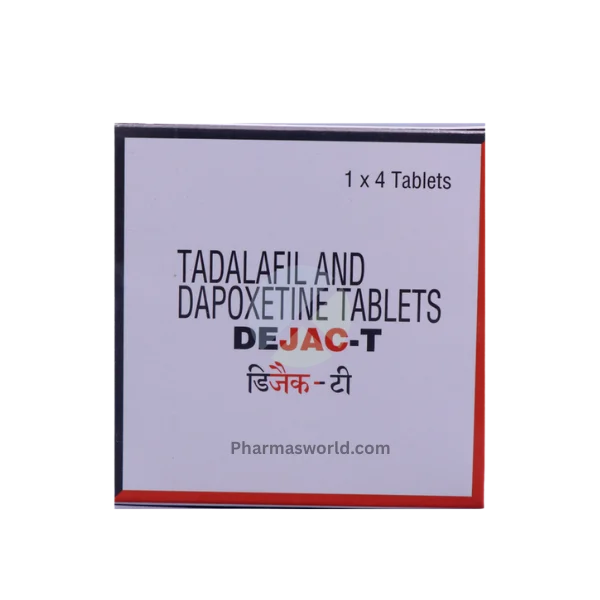 1 x 4 Tablets
TADALAFIL AND
DAPOXETINE TABLETS
DEJAC-T
डिजैक - टी
Pharmasworld.com